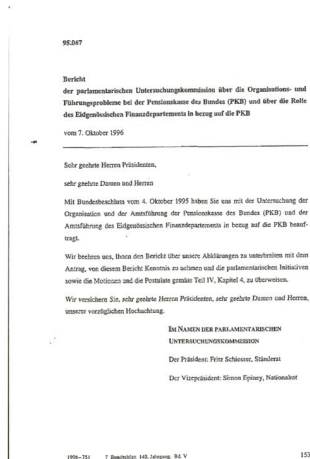 95.067
Bericht
der parlamentarischen Untersuchungskommission über die Organisations- und
Führungsprobleme bei der Pensionskasse des Bundes (PKB) und über die Rolle
des Eidgenössischen Finanzdepartements in bezug auf die PKB
vom 7. Oktober 1996
Sehr geehrte Herren Präsidenten,
sehr geehrte Damen und Herren
Mit Bundesbeschluss vom 4. Oktober 1995 haben Sie uns mit der Untersuchung der
Organisation und der Amtsführung der Pensionskasse des Bundes (PKB) und der
Amtsführung des Eidgenössischen Finanzdepartements in bezug auf die PKB beauf-
tragt.
Wir beehren uns, Ihnen den Bericht über unsere Abklärungen zu unterbreiten mit dem
Antrag, von diesem Bericht Kenntnis zu nehmen und die parlamentarischen Initiativen
sowie die Motionen und die Postulate gemäss Teil IV, Kapitel 4, zu überweisen.
Wir versichern Sie, sehr geehrte Herren Präsidenten, sehr geehrte Damen und Herren,
unserer vorzüglichen Hochachtung.
IM NAMEN DER PARLAMENTARISCHEN
UNTERSUCHUNGSKOMMISSION
Der Präsident: Fritz Schiesser, Ständerat
Der Vizepräsident: Simon Epiney, Nationalrat
1996-751 7 Bundesblatt. 148. Jahrgang. Bd. V 153